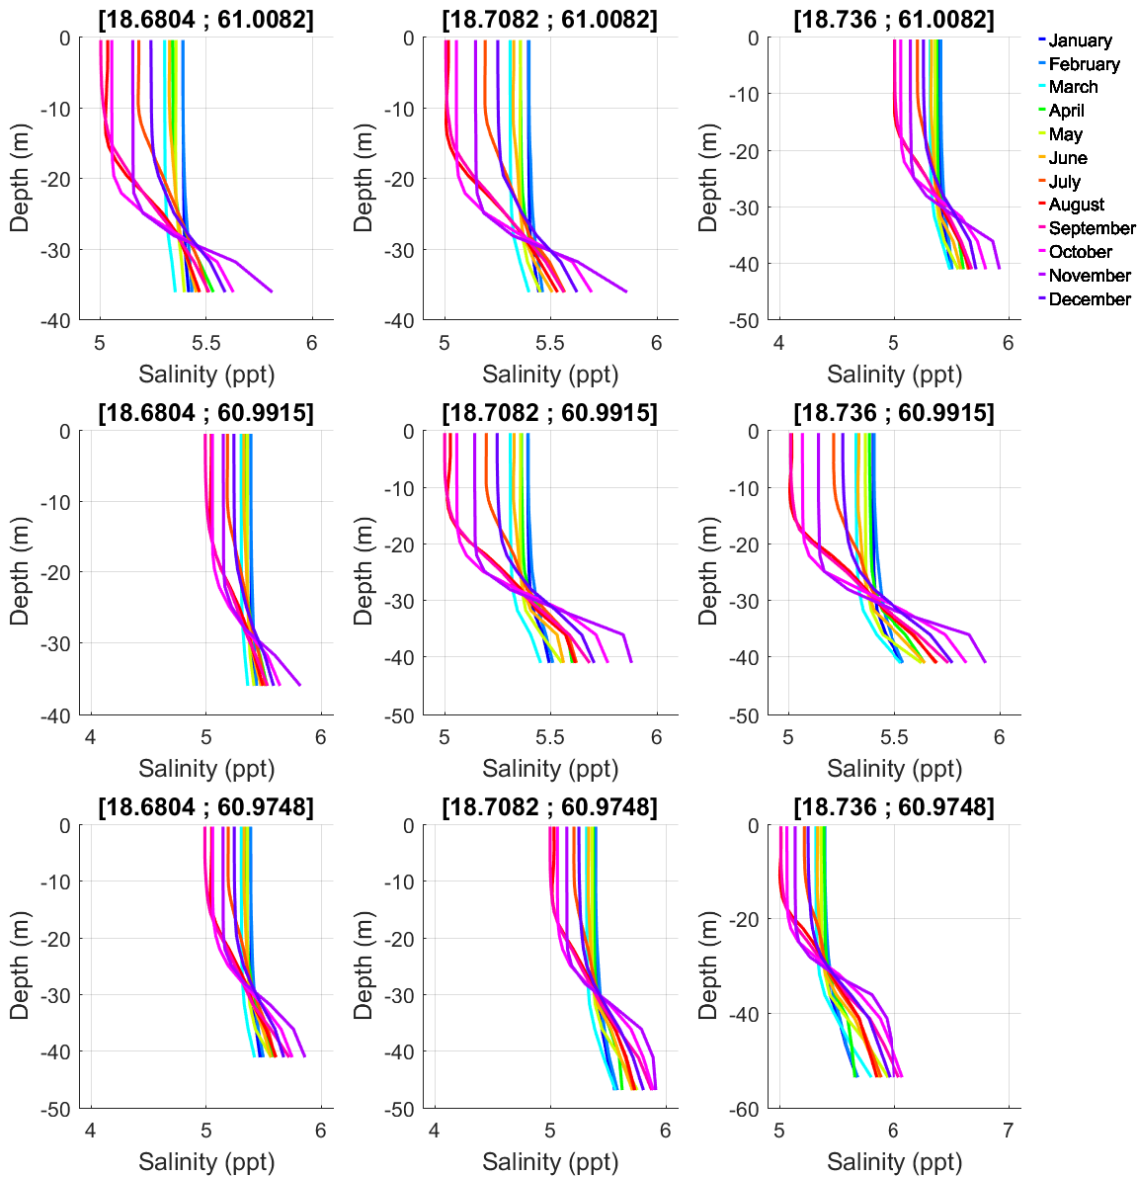 [18.6804 ; 61.0082]
0
-10
-20
-30
-40
5
5.5
6
Depth (m)
Salinity (ppt)
[18.7082 ; 61.0082]
0
-10
-20
-30
-40
5
5.5
6
Depth (m)
Salinity (ppt)
[18.736 ; 61.0082]
0
-10
-20
-30
-40
-50
4
5
6
Depth (m)
Salinity (ppt)
January
February
March
April
May
June
July
August
September
October
November
December
[18.6804 ; 60.9915]
0
-10
-20
-30
-40
4
5
6
Depth (m)
Salinity (ppt)
[18.7082 ; 60.9915]
0
-10
-20
-30
-40
-50
5
5.5
6
Depth (m)
Salinity (ppt)
[18.736 ; 60.9915]
0
-10
-20
-30
-40
-50
5
5.5
6
Depth (m)
Salinity (ppt)
[18.6804 ; 60.9748]
0
-10
-20
-30
-40
-50
4
5
6
Depth (m)
Salinity (ppt)
[18.7082 ; 60.9748]
0
-10
-20
-30
-40
-50
4
5
6
Depth (m)
Salinity (ppt)
[18.736 ; 60.9748]
0
-20
-40
-60
5
6
7
Depth (m)
Salinity (ppt)